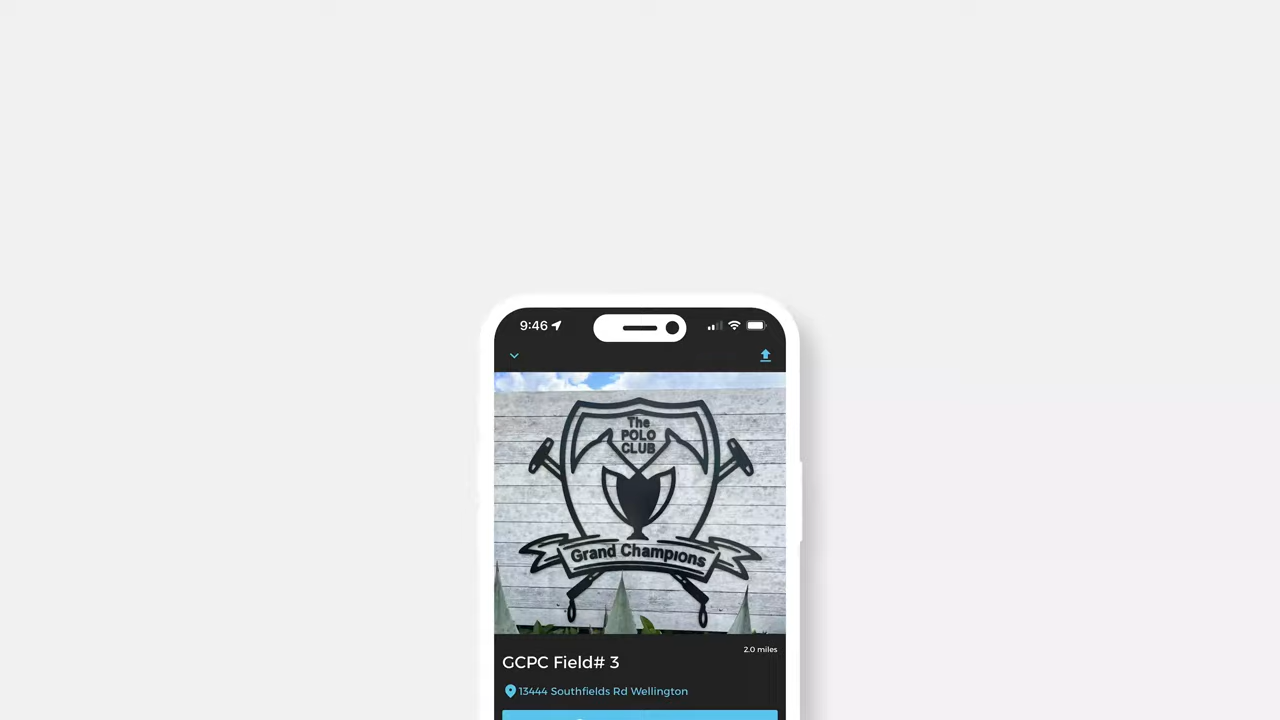 9:46
The
POLO
CLUB
Grand Champions
2.0 miles
GCPC Field# 3
13444 Southfields Rd Wellington